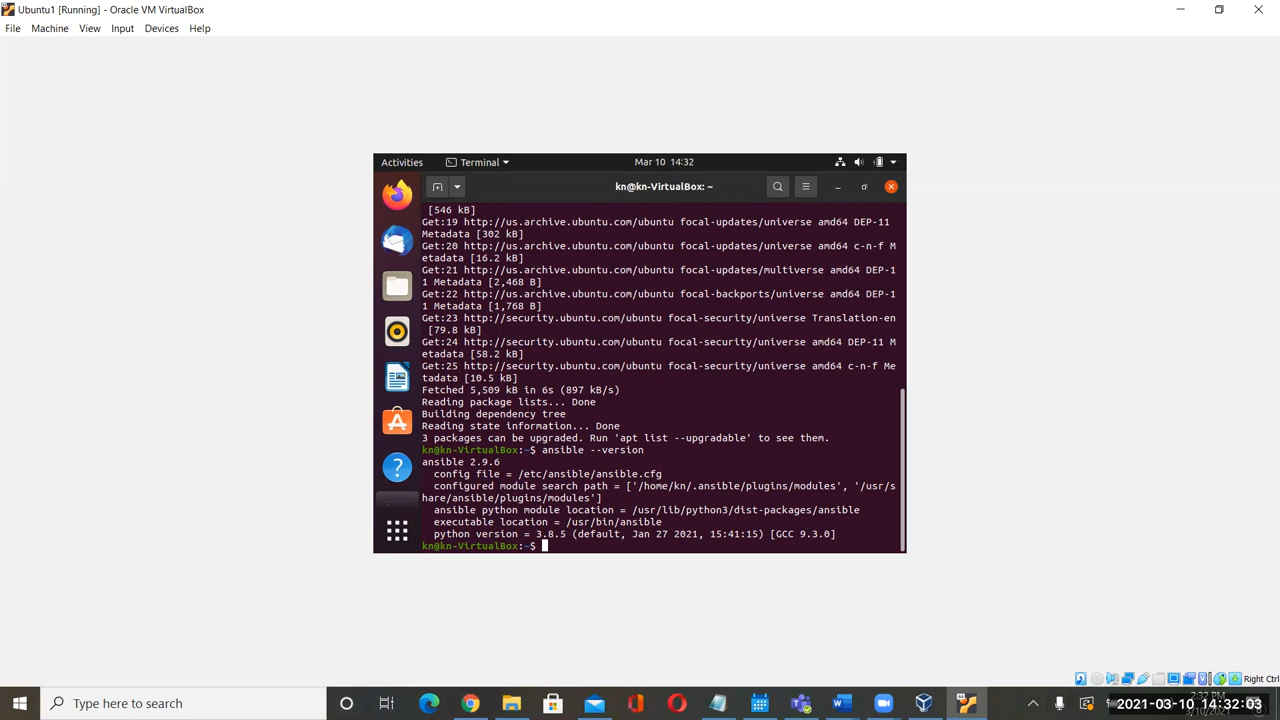 Ubuntu1 [Running] - Oracle VM VirtualBox
File Machine View Input Devices Help
Activities Terminal Mar 10 14:32
kn@kn-VirtualBox: ~
[546 kB]
Get:19 http://us.archive.ubuntu.com/ubuntu focal-updates/universe amd64 DEP-11
Metadata [302 kB]
Get:20 http://us.archive.ubuntu.com/ubuntu focal-updates/universe amd64 c-n-f M
etadata [16.2 kB]
Get:21 http://us.archive.ubuntu.com/ubuntu focal-updates/multiverse amd64 DEP-1
1 Metadata [2,468 B]
Get:22 http://us.archive.ubuntu.com/ubuntu focal-backports/universe amd64 DEP-1
1 Metadata [1,768 B]
Get:23 http://security.ubuntu.com/ubuntu focal-security/universe Translation-en
[79.8 kB]
Get:24 http://security.ubuntu.com/ubuntu focal-security/universe amd64 DEP-11 M
etadata [58.2 kB]
Get:25 http://security.ubuntu.com/ubuntu focal-security/universe amd64 c-n-f Me
tadata [10.5 kB]
Fetched 5,509 kB in 6s (897 kB/s)
Reading package lists... Done
Building dependency tree
Reading state information... Done
3 packages can be upgraded. Run 'apt list --upgradable' to see them.
kn@kn-VirtualBox:~$ ansible --version
ansible 2.9.6
config file = /etc/ansible/ansible.cfg
configured module search path = ['/home/kn/.ansible/plugins/modules', '/usr/s
hare/ansible/plugins/modules']
ansible python module location = /usr/lib/python3/dist-packages/ansible
executable location = /usr/bin/ansible
python version = 3.8.5 (default, Jan 27 2021, 15:41:15) [GCC 9.3.0]
kn@kn-VirtualBox:~$
Right Ctrl
Type here to search
2:32 PM
2021-03-10 14:32:03
3/10/2021